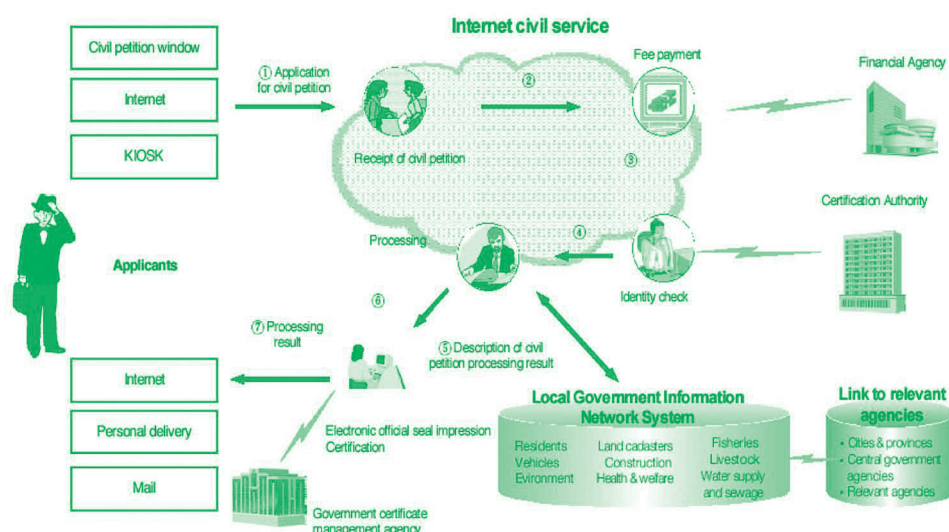 Internet civil service
Civil petition window
Internet
KIOSK
① Application
for civil petition
Receipt of civil petition
②
Fee payment
Financial Agency
③
Certification Authority
Identity check
④
Processing
Applicants
⑤ Description of civil
petition processing result
⑥
⑦ Processing
result
Internet
Personal delivery
Mail
Electronic official seal impression
Certification
Government certificate
management agency
Local Government Information
Network System
Residents
Vehicles
Evironment
Land cadasters
Construction
Health & welfare
Fisheries
Livestock
Water supply
and sewage
Link to relevant
agencies
• Cities & provinces
• Central government
agencies
• Relevant agencies